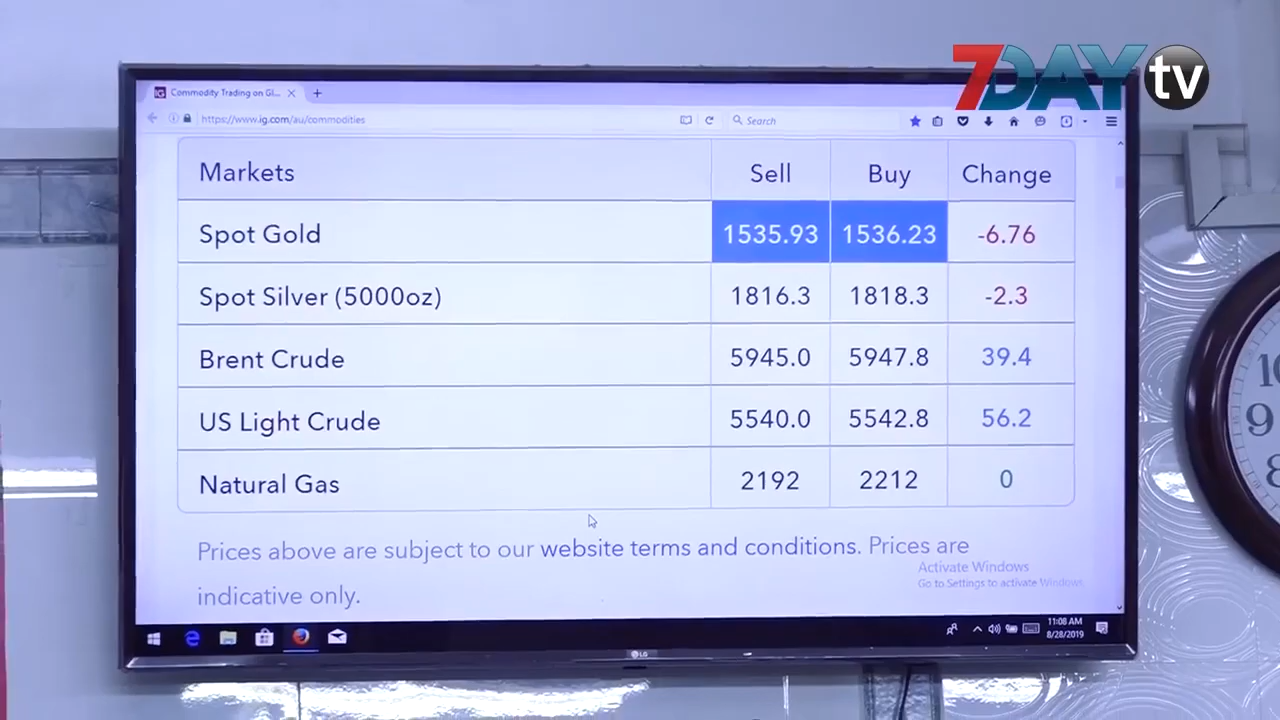 7DAY tv
Commodity Trading on Gl...
https://www.ig.com/au/commodities
Search
Markets Sell Buy Change
Spot Gold 1535.93 1536.23 -6.76
Spot Silver (5000oz) 1816.3 1818.3 -2.3
Brent Crude 5945.0 5947.8 39.4
US Light Crude 5540.0 5542.8 56.2
Natural Gas 2192 2212 0
Prices above are subject to our website terms and conditions. Prices are
indicative only.
Activate Windows
Go to Settings to activate Windows.
11:08 AM
8/28/2019
LG
10
9
8